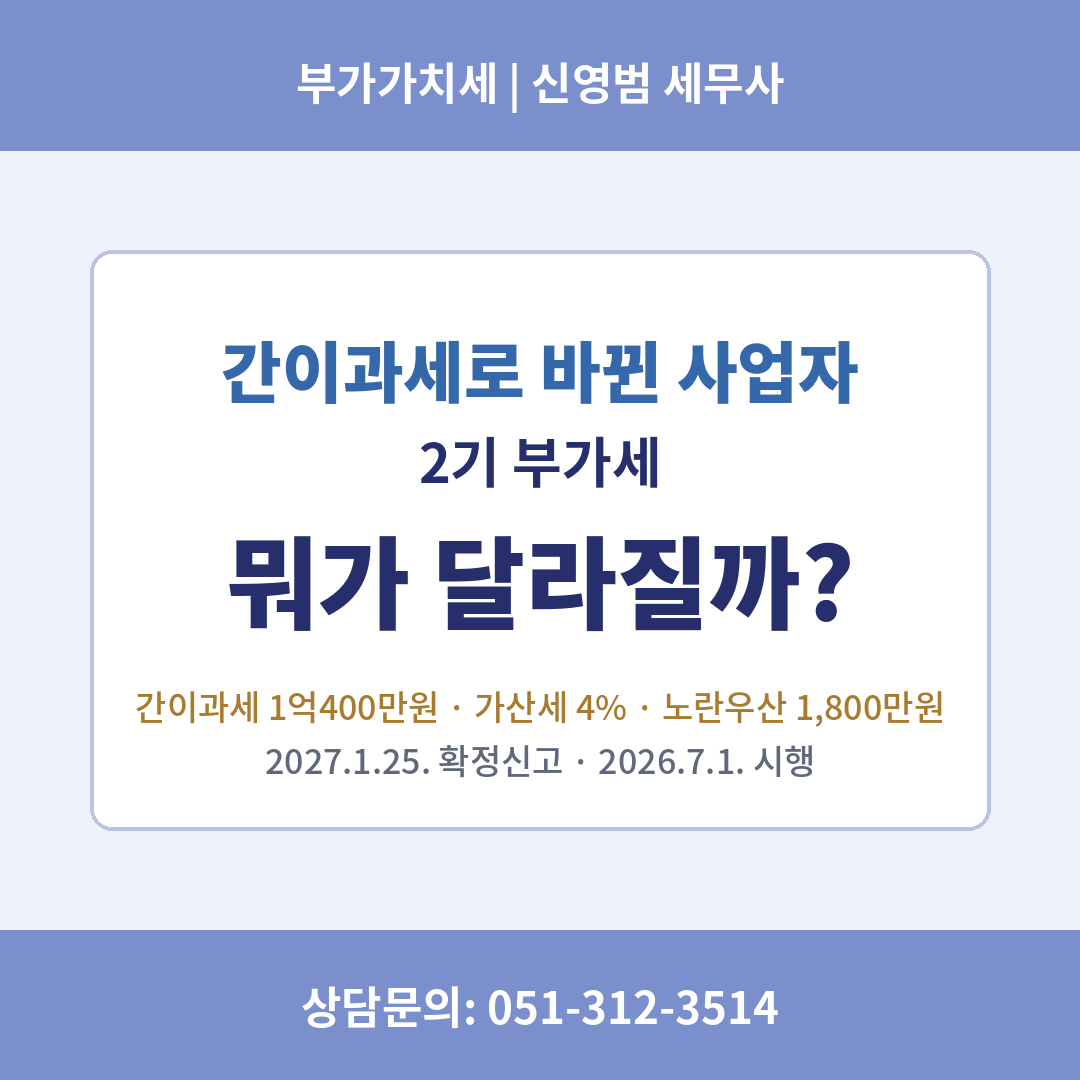 부가가치세 | 신영범 세무사
간이과세로 바뀐 사업자
2기 부가세
뭐가 달라질까?
간이과세 1억400만원 · 가산세 4% · 노란우산 1,800만원
2027.1.25. 확정신고 · 2026.7.1. 시행
상담문의: 051-312-3514